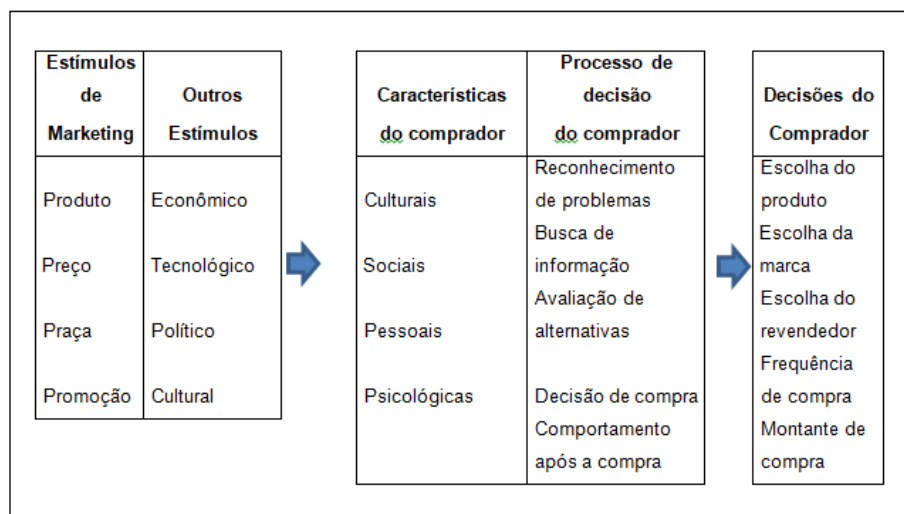 Estímulos
de
Marketing
Outros
Estímulos
Produto
Econômico
Preço
Tecnológico
Praça
Político
Promoção
Cultural
Características
do comprador
Processo de
decisão
do comprador
Culturais
Sociais
Pessoais
Psicológicas
Reconhecimento
de problemas
Busca de
informação
Avaliação de
alternativas
Decisão de compra
Comportamento
após a compra
Decisões do
Comprador
Escolha do
produto
Escolha da
marca
Escolha do
revendedor
Frequência
de compra
Montante de
compra